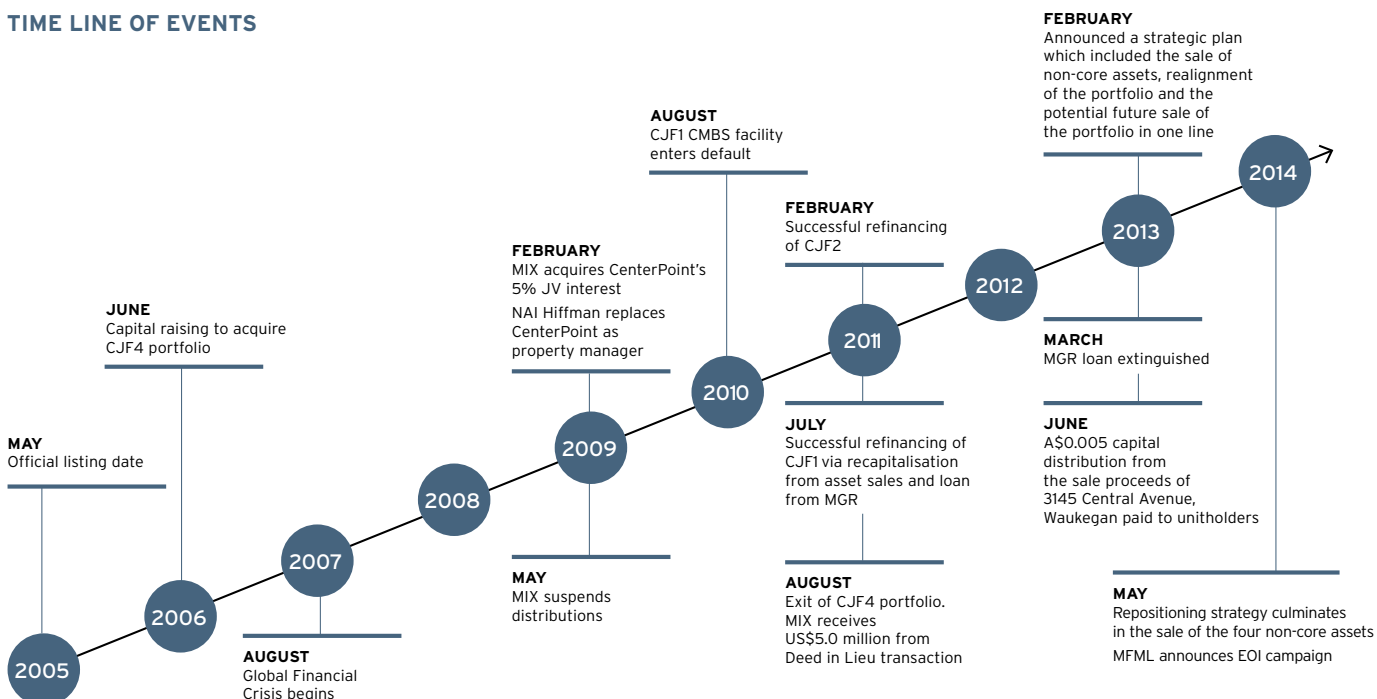 TIME LINE OF EVENTS
MAY
Official listing date
2005
JUNE
Capital raising to acquire
CJF4 portfolio
2006
2007
AUGUST
Global Financial
Crisis begins
2008
FEBRUARY
MIX acquires CenterPoint’s
5% JV interest
NAI Hiffman replaces
CenterPoint as
property manager
2009
MAY
MIX suspends
distributions
AUGUST
CJF1 CMBS facility
enters default
2010
FEBRUARY
Successful refinancing
of CJF2
2011
JULY
Successful refinancing of
CJF1 via recapitalisation
from asset sales and loan
from MGR
AUGUST
Exit of CJF4 portfolio.
MIX receives
US$5.0 million from
Deed in Lieu transaction
2012
FEBRUARY
Announced a strategic plan
which included the sale of
non-core assets, realignment
of the portfolio and the
potential future sale of
the portfolio in one line
2013
MARCH
MGR loan extinguished
JUNE
A$0.005 capital
distribution from
the sale proceeds of
3145 Central Avenue,
Waukegan paid to unitholders
2014
MAY
Repositioning strategy culminates
in the sale of the four non-core assets
MFML announces EOI campaign